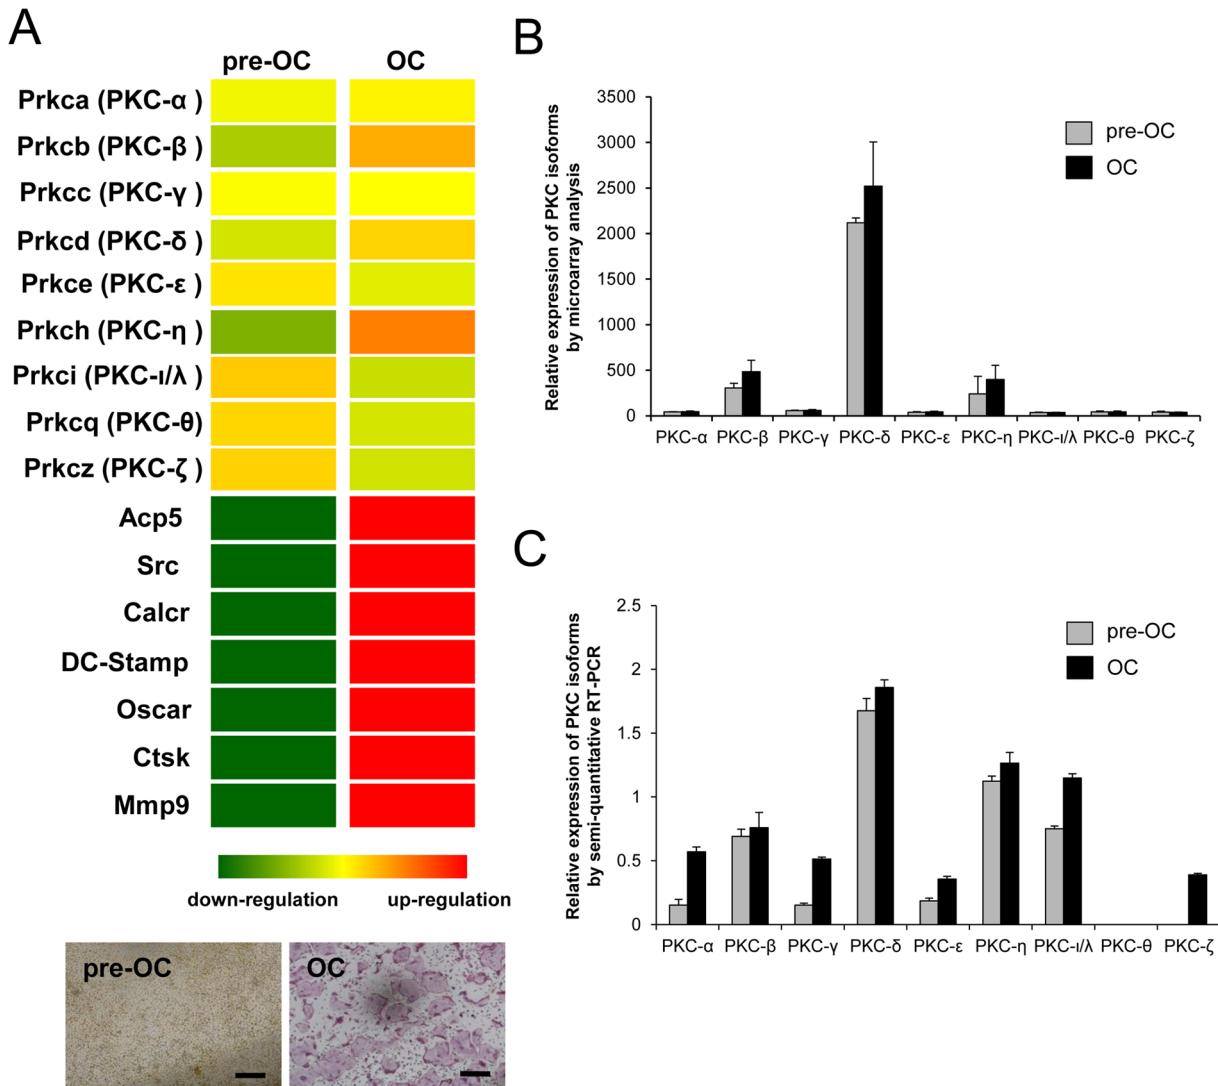 A
pre-OC OC
Prkca (PKC-α )
Prkcb (PKC-β )
Prkcc (PKC-γ )
Prkcd (PKC-δ )
Prkce (PKC-ε )
Prkch (PKC-η )
Prkci (PKC-ı/λ )
Prkcq (PKC-θ)
Prkcz (PKC-ζ )
Acp5
Src
Calcr
DC-Stamp
Oscar
Ctsk
Mmp9
down-regulation up-regulation
pre-OC OC
B
Relative expression of PKC isoforms
by microarray analysis
3500
3000
2500
2000
1500
1000
500
0
pre-OC
OC
PKC-α PKC-β PKC-γ PKC-δ PKC-ε PKC-η PKC-ı/λ PKC-θ PKC-ζ
C
Relative expression of PKC isoforms
by semi-quantitative RT-PCR
2.5
2
1.5
1
0.5
0
pre-OC
OC
PKC-α PKC-β PKC-γ PKC-δ PKC-ε PKC-η PKC-ı/λ PKC-θ PKC-ζ